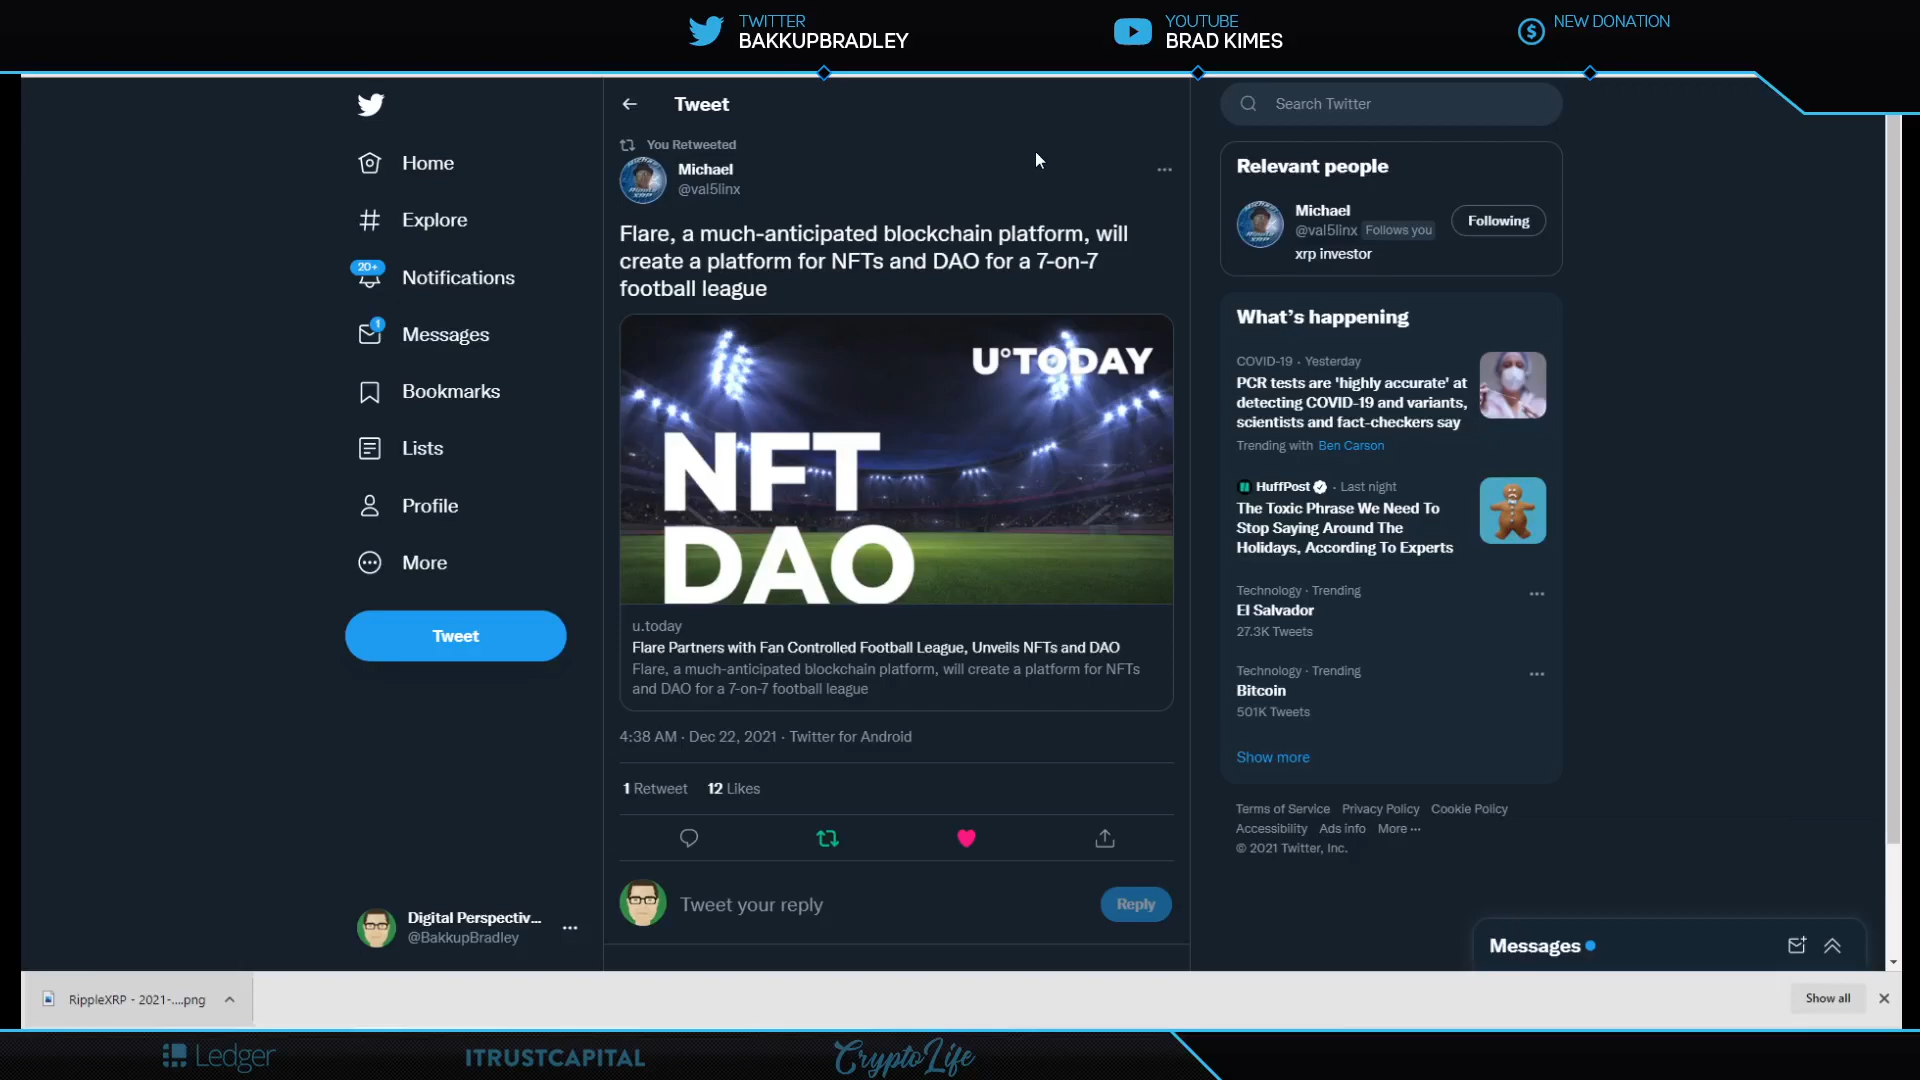 TWITTER
BAKKUPBRADLEY
YOUTUBE
BRAD KIMES
NEW DONATION
Home
Explore
20+
Notifications
1
Messages
Bookmarks
Lists
Profile
More
Tweet
Digital Perspectiv...
@BakkupBradley
Tweet
You Retweeted
Michael
@val5linx
Flare, a much-anticipated blockchain platform, will
create a platform for NFTs and DAO for a 7-on-7
football league
U°TODAY
NFT
DAO
u.today
Flare Partners with Fan Controlled Football League, Unveils NFTs and DAO
Flare, a much-anticipated blockchain platform, will create a platform for NFTs
and DAO for a 7-on-7 football league
4:38 AM · Dec 22, 2021 · Twitter for Android
1 Retweet 12 Likes
Tweet your reply
Reply
Search Twitter
Relevant people
Michael
@val5linx Follows you
Following
xrp investor
What's happening
COVID-19 · Yesterday
PCR tests are 'highly accurate' at
detecting COVID-19 and variants,
scientists and fact-checkers say
Trending with Ben Carson
HuffPost · Last night
The Toxic Phrase We Need To
Stop Saying Around The
Holidays, According To Experts
Technology · Trending
El Salvador
27.3K Tweets
Technology · Trending
Bitcoin
501K Tweets
Show more
Terms of Service Privacy Policy Cookie Policy
Accessibility Ads info More ···
© 2021 Twitter, Inc.
Messages
RippleXRP - 2021-....png
Show all
Ledger
ITRUSTCAPITAL
CryptoLife